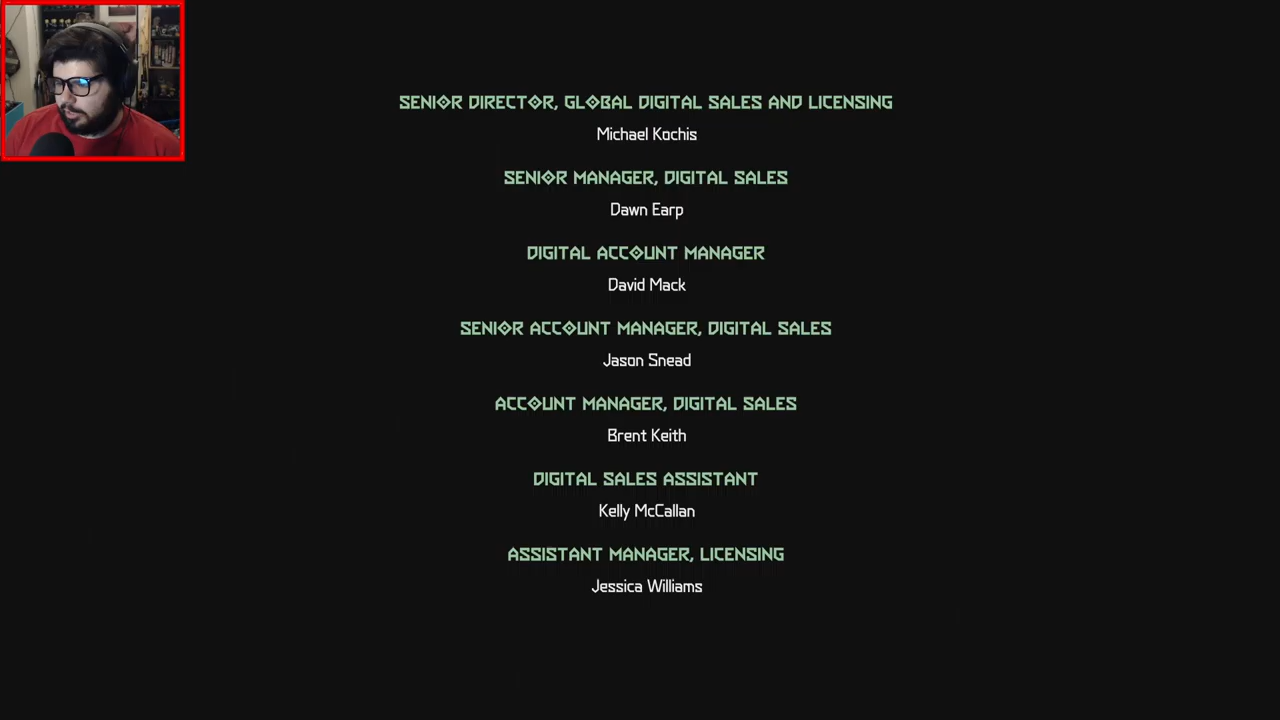 SENIOR DIRECTOR, GLOBAL DIGITAL SALES AND LICENSING
Michael Kochis
SENIOR MANAGER, DIGITAL SALES
Dawn Earp
DIGITAL ACCOUNT MANAGER
David Mack
SENIOR ACCOUNT MANAGER, DIGITAL SALES
Jason Snead
ACCOUNT MANAGER, DIGITAL SALES
Brent Keith
DIGITAL SALES ASSISTANT
Kelly McCallan
ASSISTANT MANAGER, LICENSING
Jessica Williams